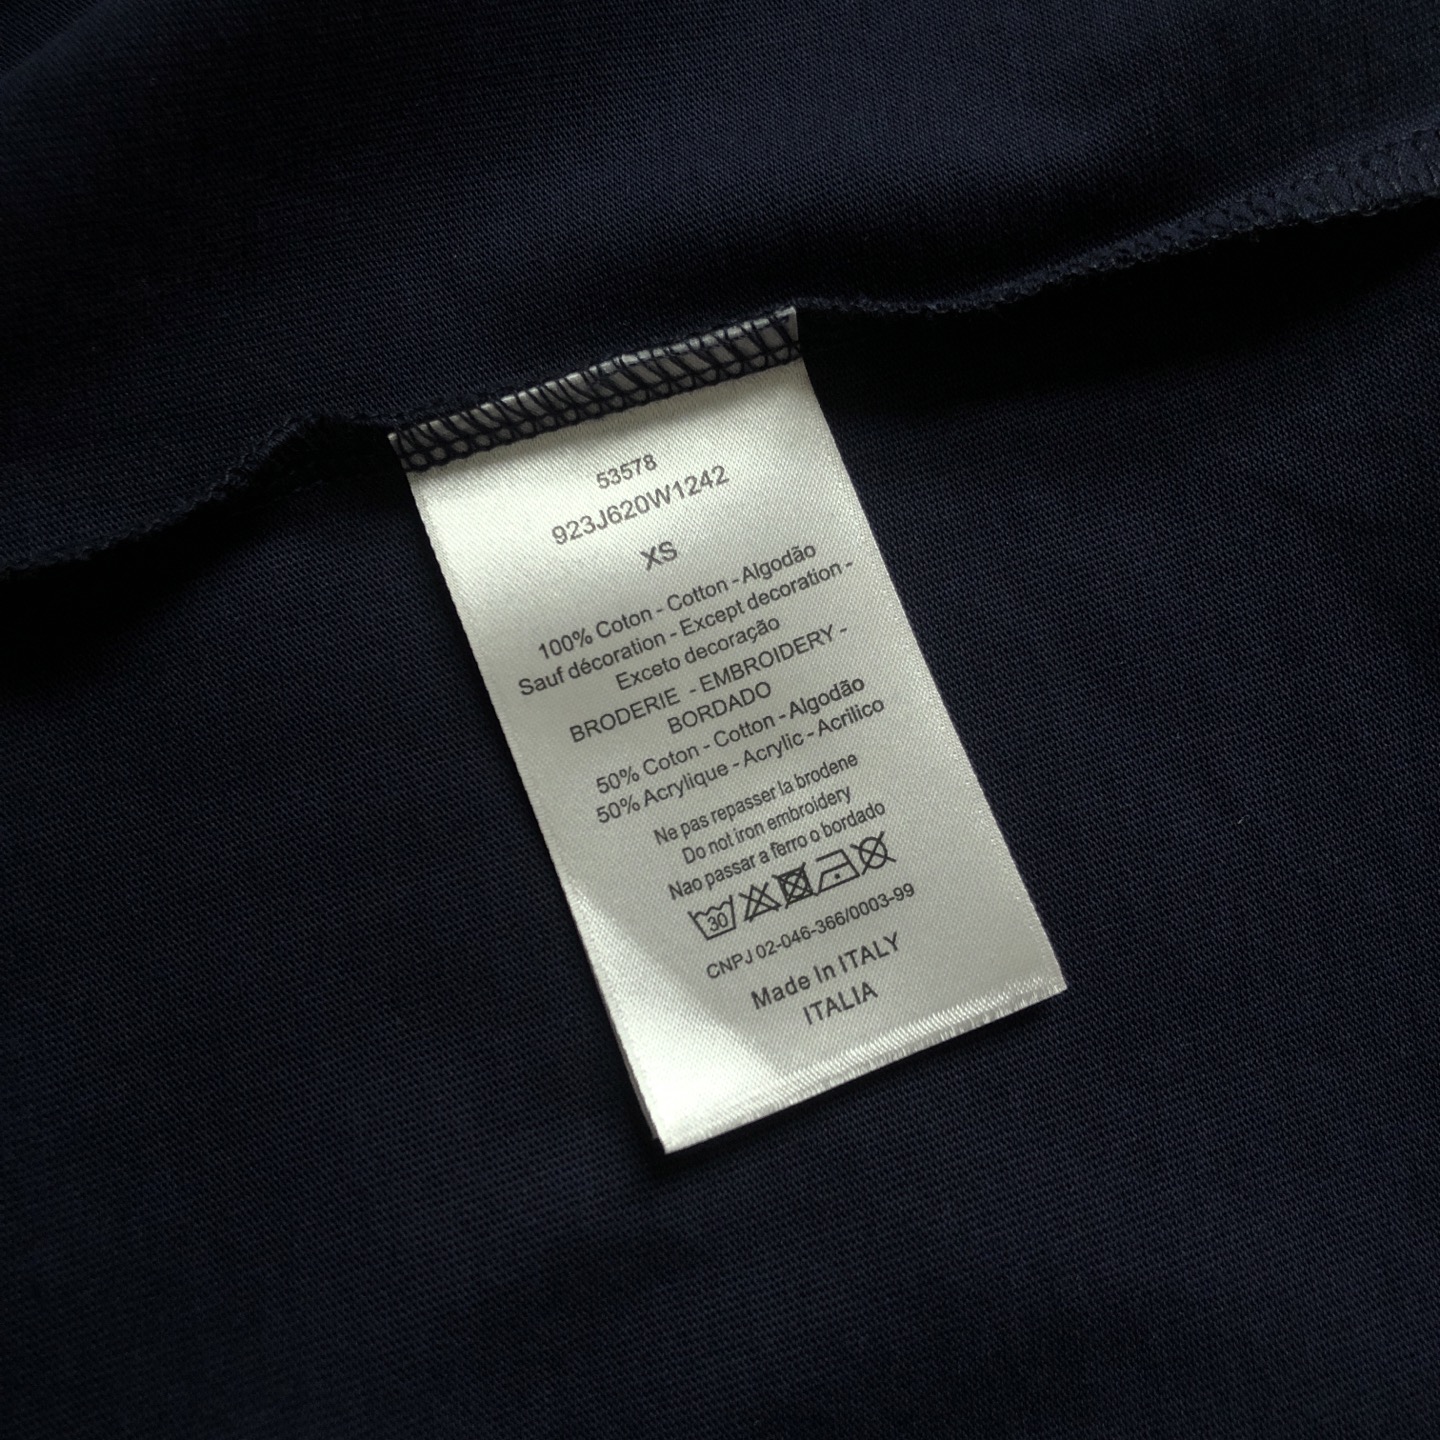 53578
923J620W1242
XS
100% Coton - Cotton - Algodão
Sauf décoration - Except decoration -
Exceto decoração
BRODERIE - EMBROIDERY -
BORDADO
50% Coton - Cotton - Algodão
50% Acrylique - Acrylic - Acrilico
Ne pas repasser la brodene
Do not iron embroidery
Nao passar a ferro o bordado
30
CNPJ 02-046-366/0003-99
Made In ITALY
ITALIA